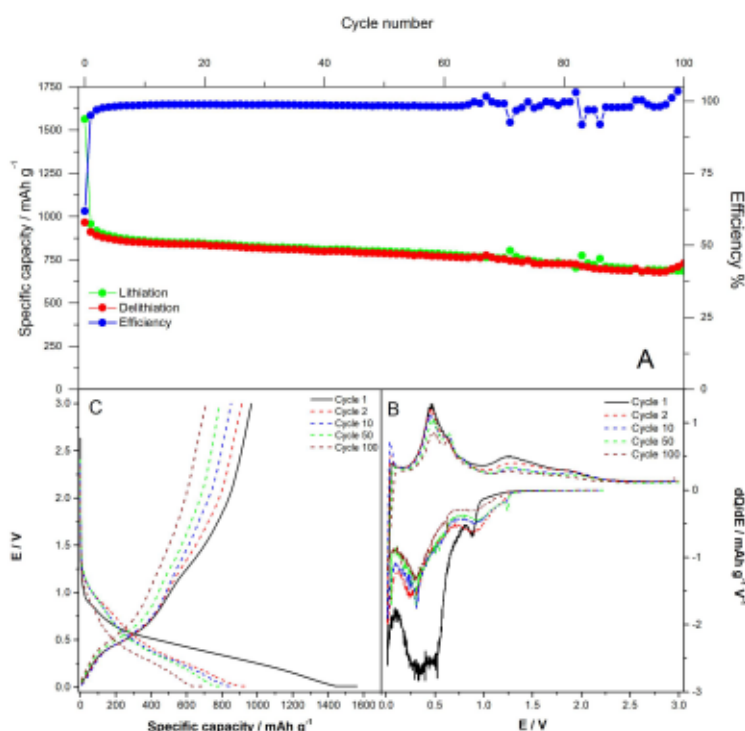 Cycle number
0 20 40 60 80 100
Specific capacity / mAh g⁻¹
1750
1500
1250
1000
750
500
250
0
Efficiency %
100
75
50
25
0
Lithiation
Delithiation
Efficiency
A
C
Cycle 1
Cycle 2
Cycle 10
Cycle 50
Cycle 100
E / V
3.0
2.5
2.0
1.5
1.0
0.5
0.0
0 200 400 600 800 1000 1200 1400 1600
Specific capacity / mAh g⁻¹
B
Cycle 1
Cycle 2
Cycle 10
Cycle 50
Cycle 100
dQ/dE / mAh g⁻¹ V⁻¹
1
0
-1
-2
-3
0.0 0.5 1.0 1.5 2.0 2.5 3.0
E / V